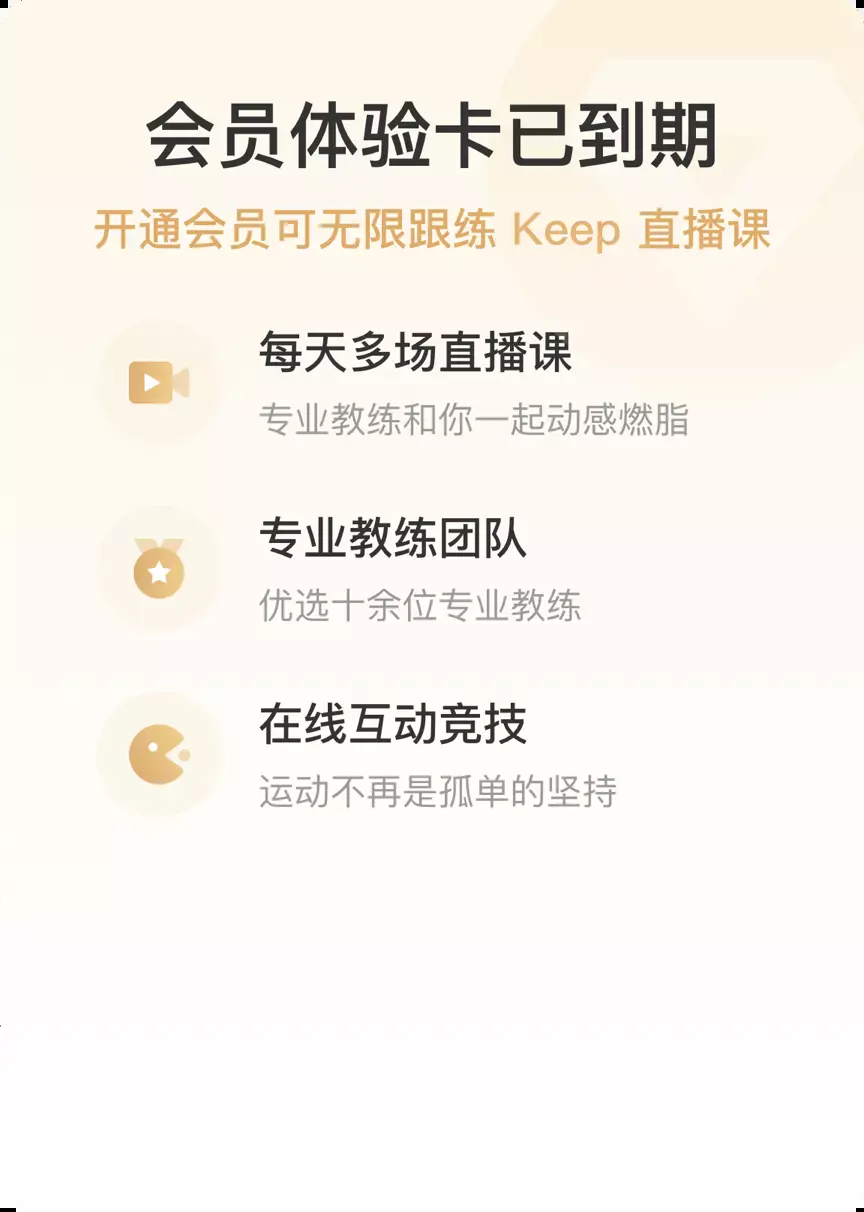 会员体验卡已到期
开通会员可无限跟练 Keep 直播课
每天多场直播课
专业教练和你一起动感燃脂
专业教练团队
优选十余位专业教练
在线互动竞技
运动不再是孤单的坚持